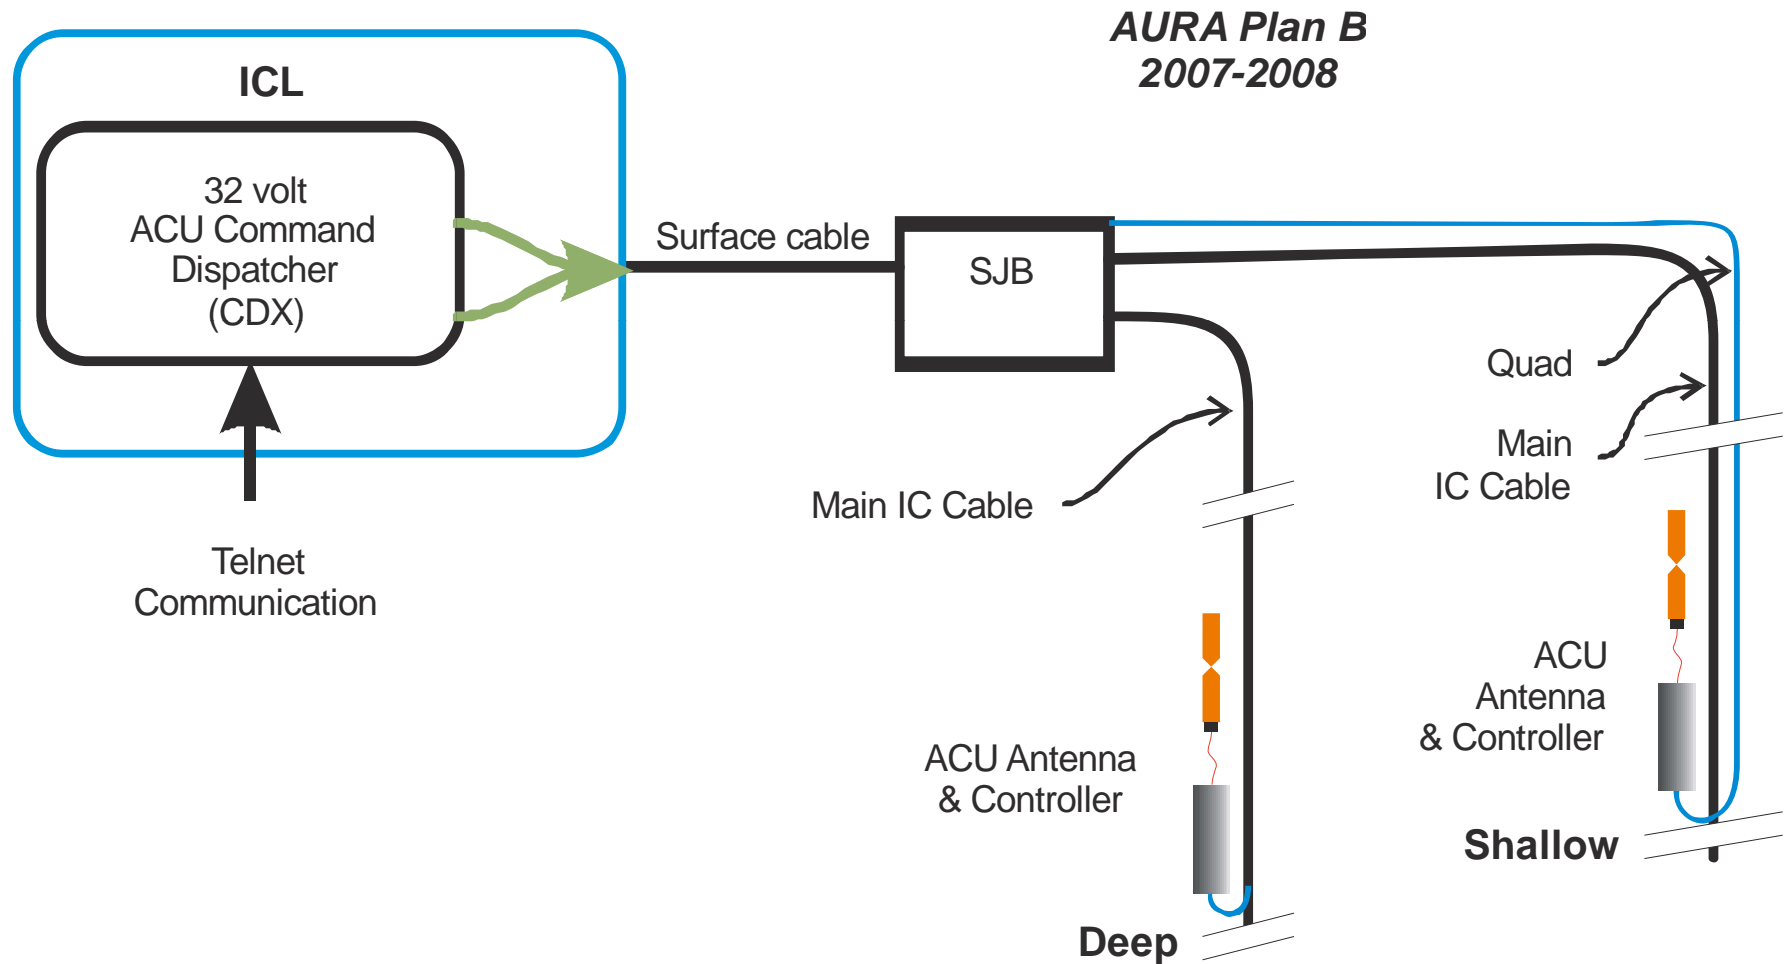 AURA Plan B
2007-2008
ICL
32 volt
ACU Command
Dispatcher
(CDX)
Surface cable
SJB
Quad
Main
IC Cable
Main IC Cable
Telnet
Communication
ACU
Antenna
& Controller
ACU Antenna
& Controller
Shallow
Deep